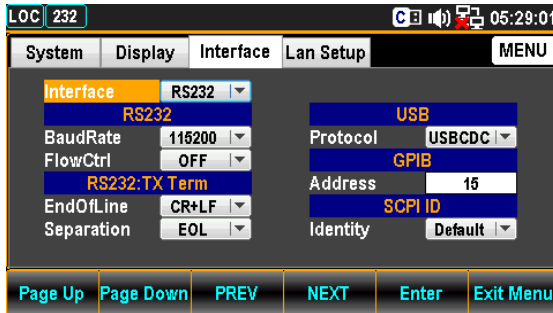 LOC 232 C 05:29:01
System Display Interface Lan Setup MENU
Interface RS232
RS232 USB
BaudRate 115200 Protocol USBCDC
FlowCtrl OFF GPIB
RS232:TX Term Address 15
EndOfLine CR+LF SCPI ID
Separation EOL Identity Default
Page Up Page Down PREV NEXT Enter Exit Menu